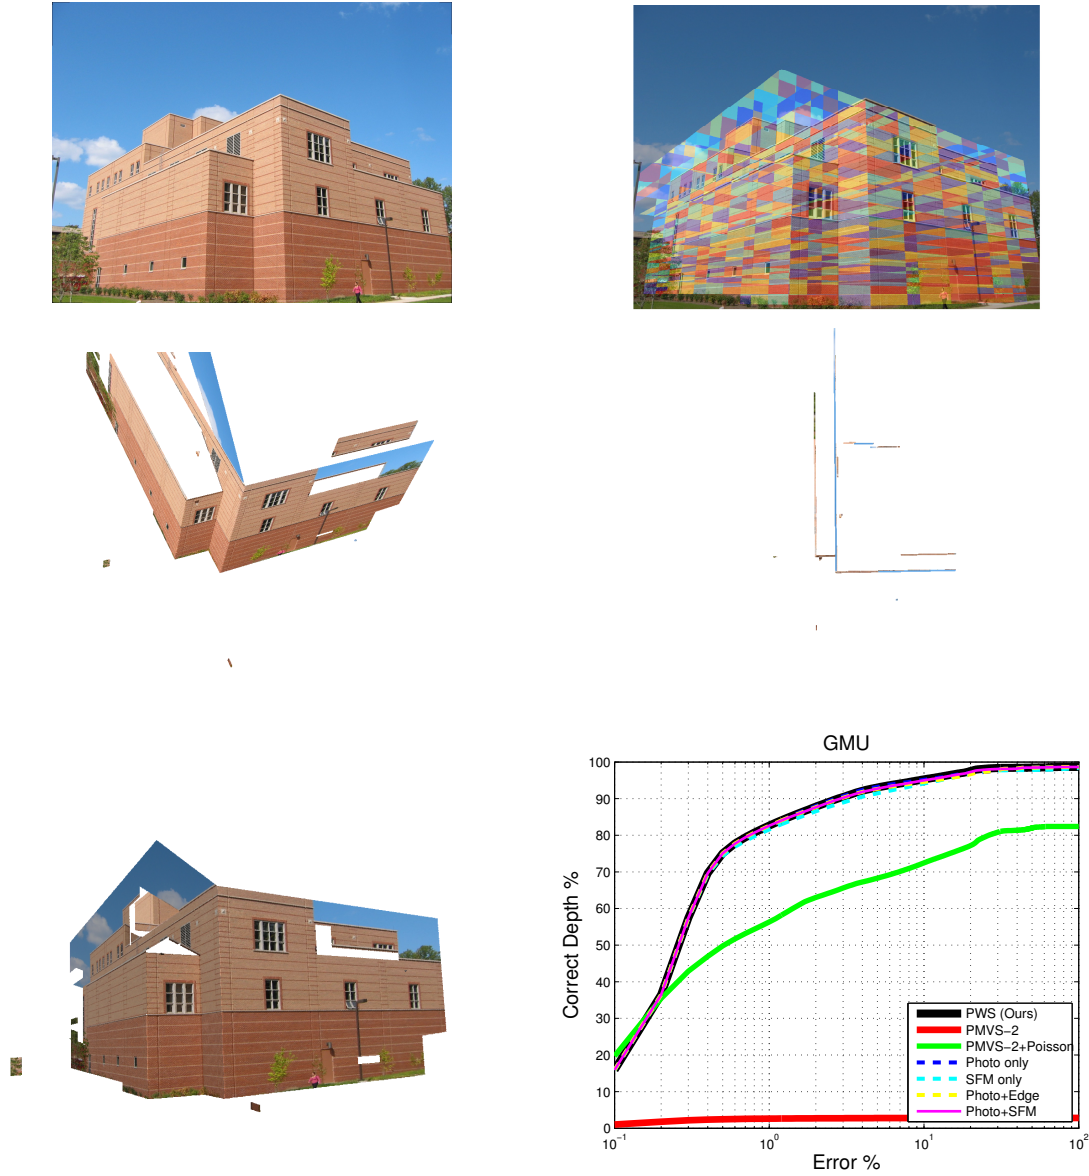 GMU
100
90
80
70
60
50
40
30
20
10
0
Correct Depth %
PWS (Ours)
PMVS-2
PMVS-2+Poisson
Photo only
SFM only
Photo+Edge
Photo+SFM
10^-1 10^0 10^1 10^2
Error %